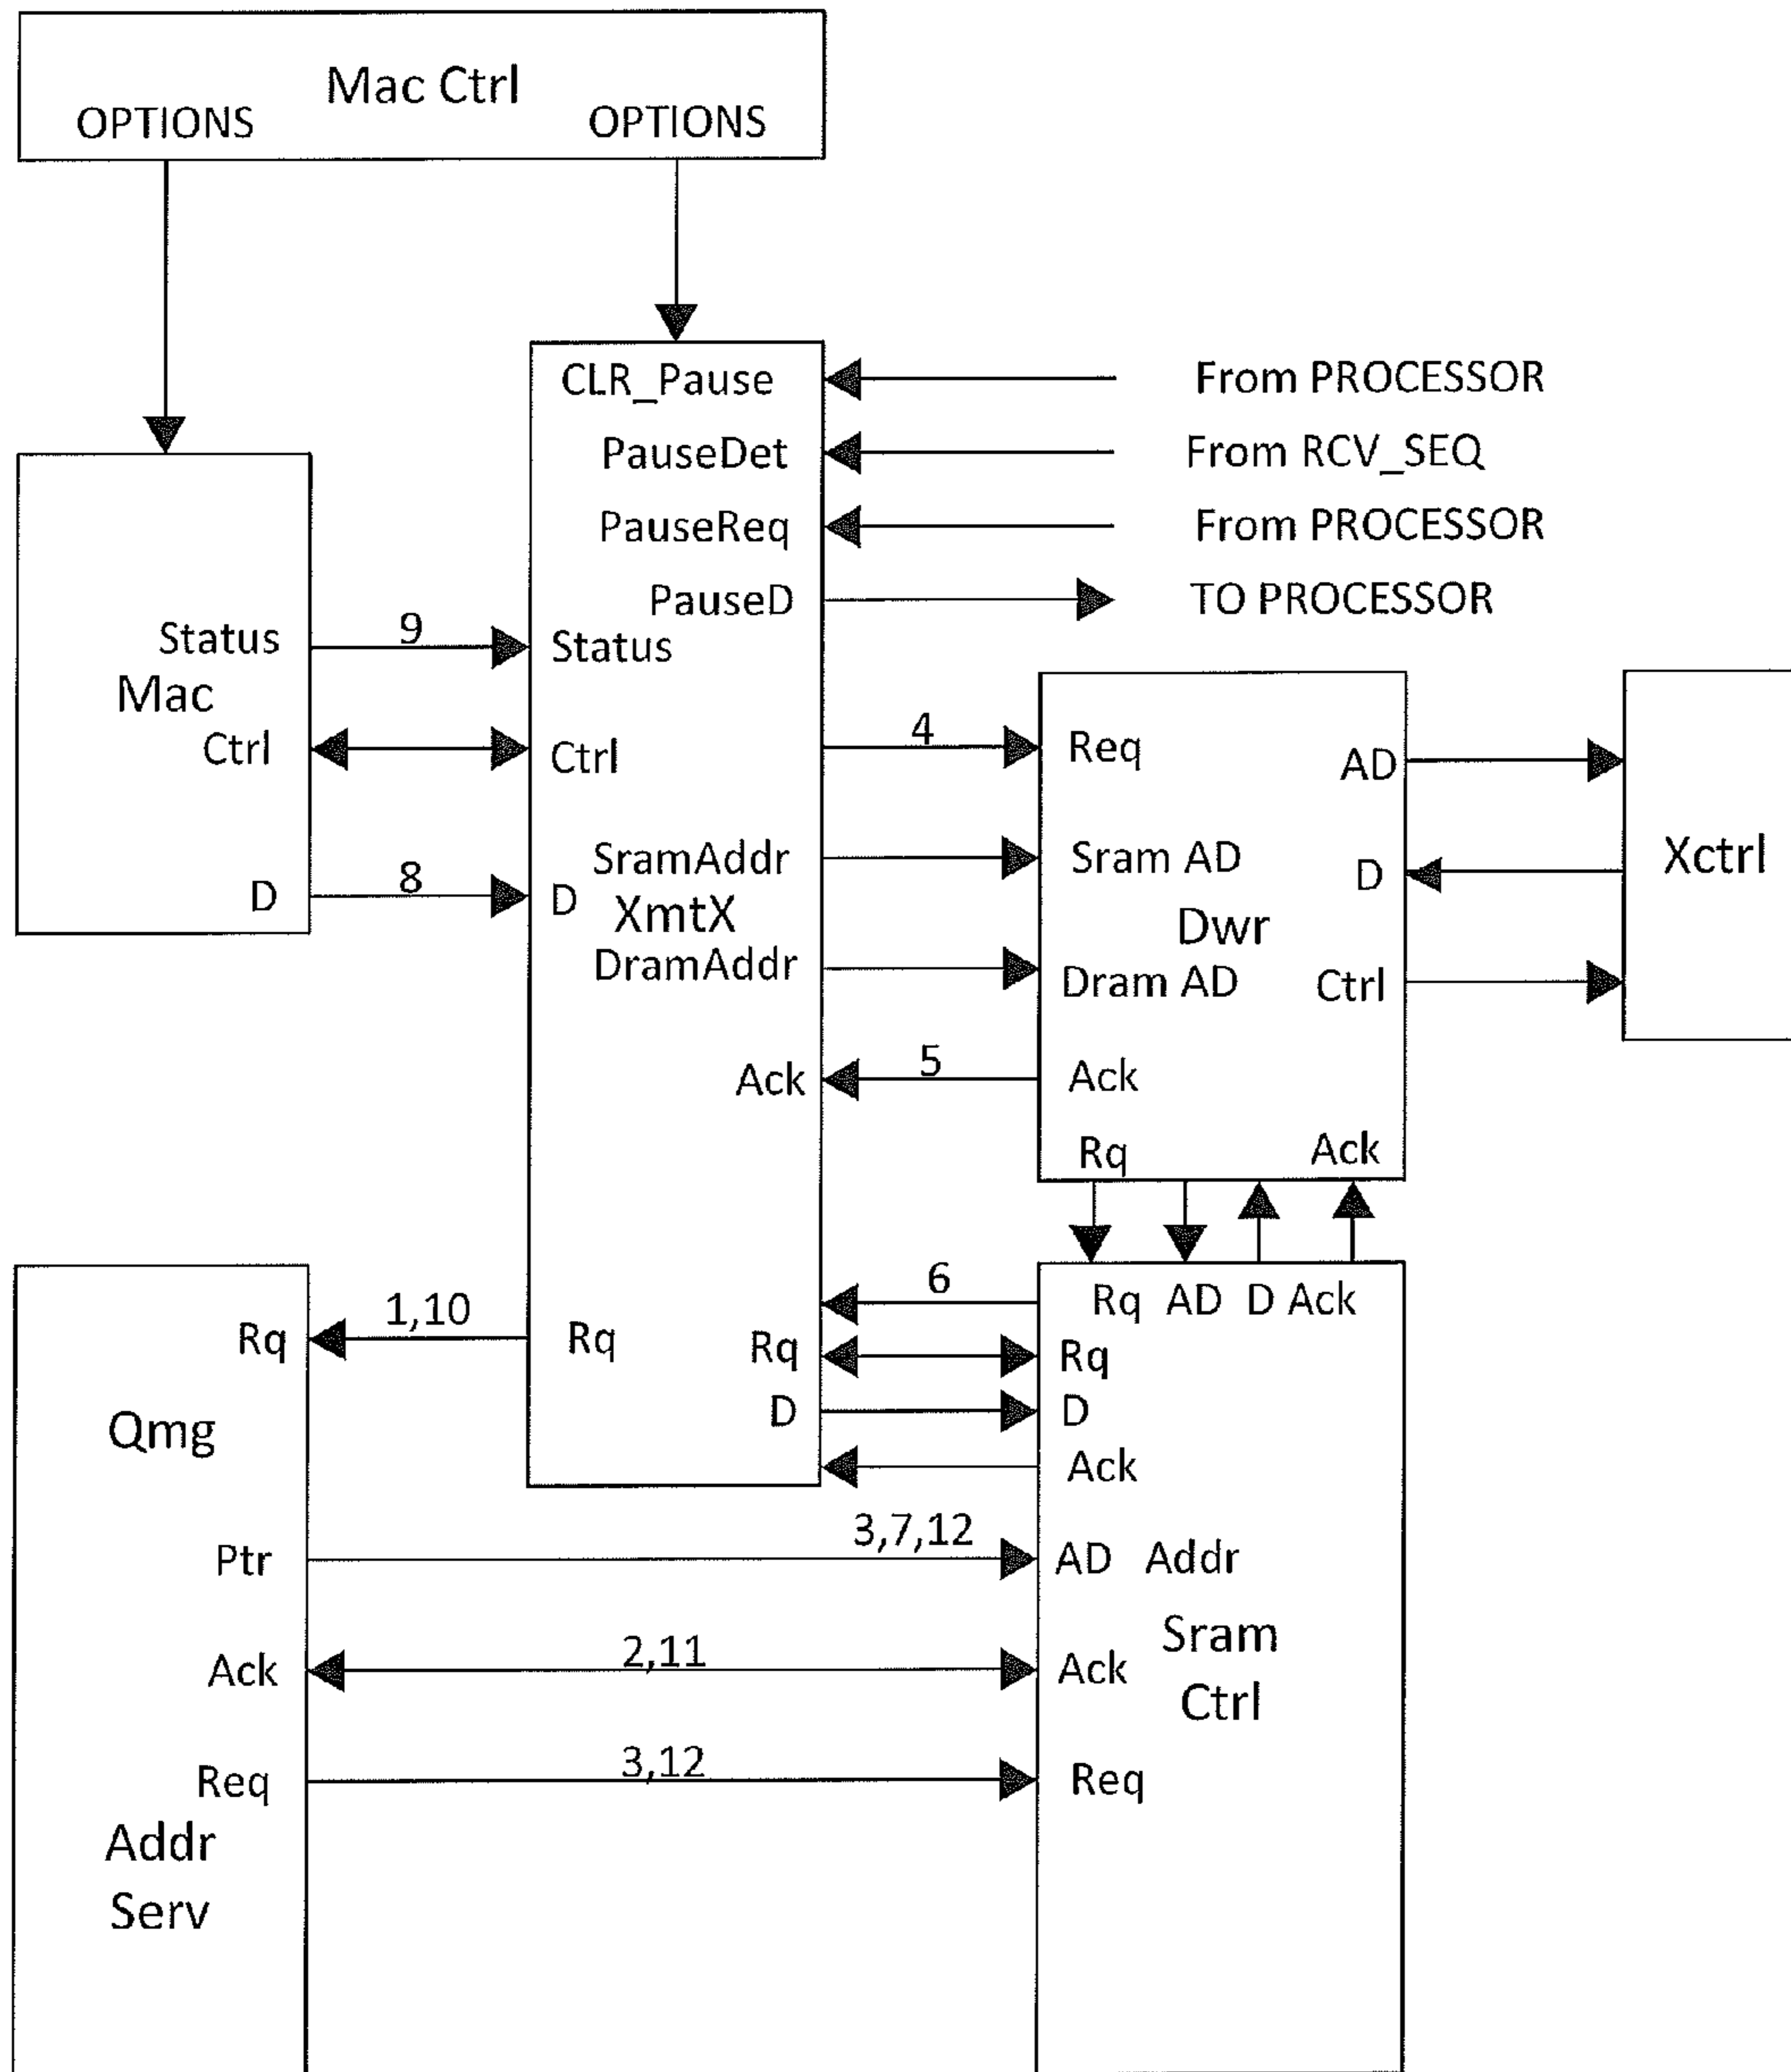 Mac Ctrl
OPTIONS OPTIONS
CLR_Pause From PROCESSOR
PauseDet From RCV_SEQ
PauseReq From PROCESSOR
PauseD TO PROCESSOR
Status 9 Status
Mac
Ctrl Ctrl 4 Req AD
SramAddr Sram AD Xctrl
D 8 D XmtX D
Dwr
DramAddr Dram AD Ctrl
Ack 5 Ack
Rq Ack
6 Rq AD D Ack
Rq 1,10 Rq Rq Rq
Qmg D D
Ack
Ptr 3,7,12 AD Addr
Sram
Ack 2,11 Ack
Ctrl
Req 3,12 Req
Addr
Serv